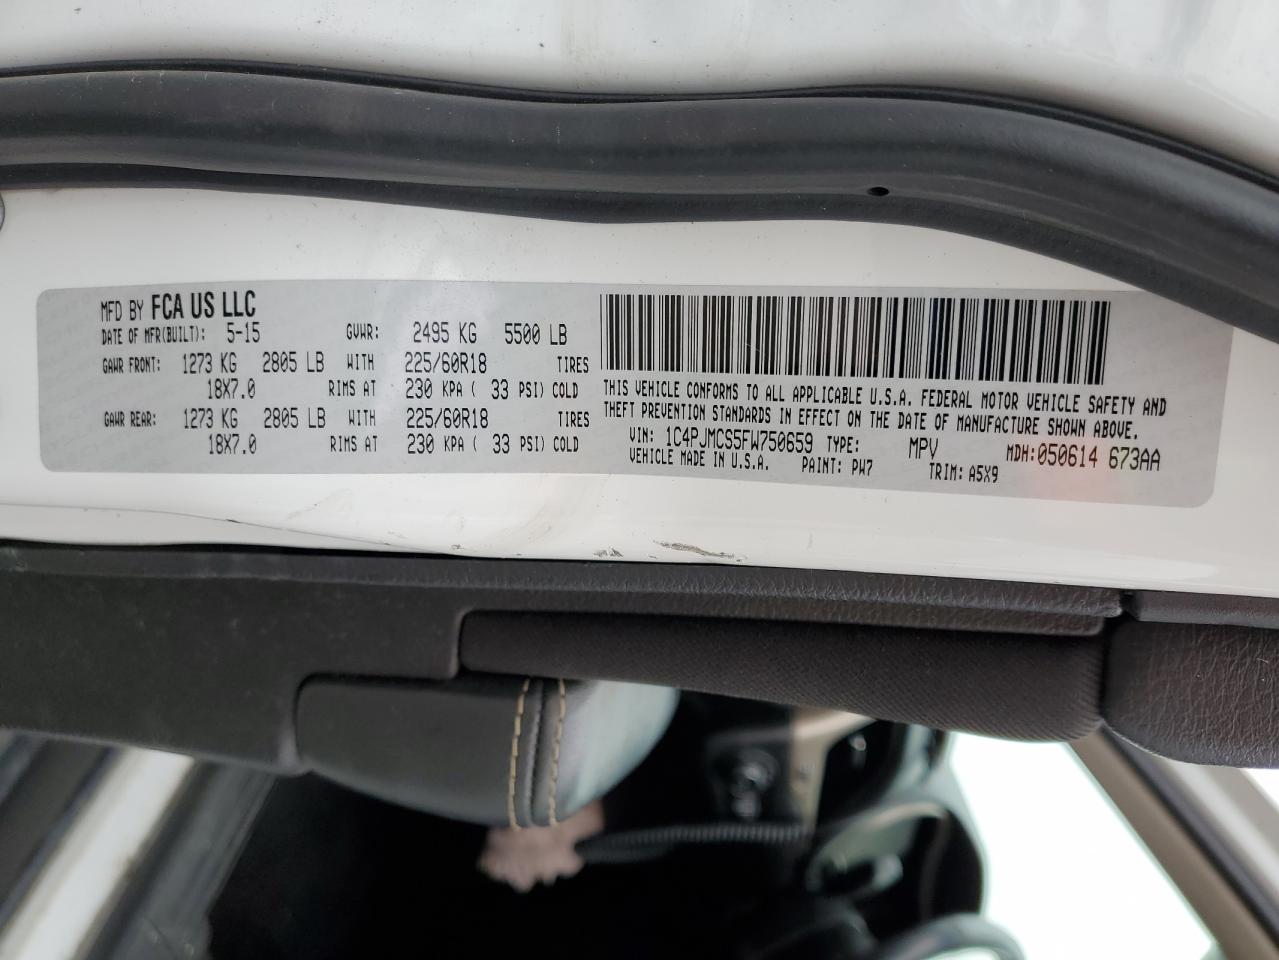 MFD BY FCA US LLC
DATE OF MFR(BUILT): 5-15 GVWR: 2495 KG 5500 LB
GAWR FRONT: 1273 KG 2805 LB WITH 225/60R18 TIRES
18X7.0 RIMS AT 230 KPA ( 33 PSI) COLD
GAWR REAR: 1273 KG 2805 LB WITH 225/60R18 TIRES
18X7.0 RIMS AT 230 KPA ( 33 PSI) COLD
THIS VEHICLE CONFORMS TO ALL APPLICABLE U.S.A. FEDERAL MOTOR VEHICLE SAFETY AND
THEFT PREVENTION STANDARDS IN EFFECT ON THE DATE OF MANUFACTURE SHOWN ABOVE.
VIN: 1C4PJMCS5FW750659 TYPE: MPV MDH:050614 673AA
VEHICLE MADE IN U.S.A. PAINT: PW7 TRIM: A5X9